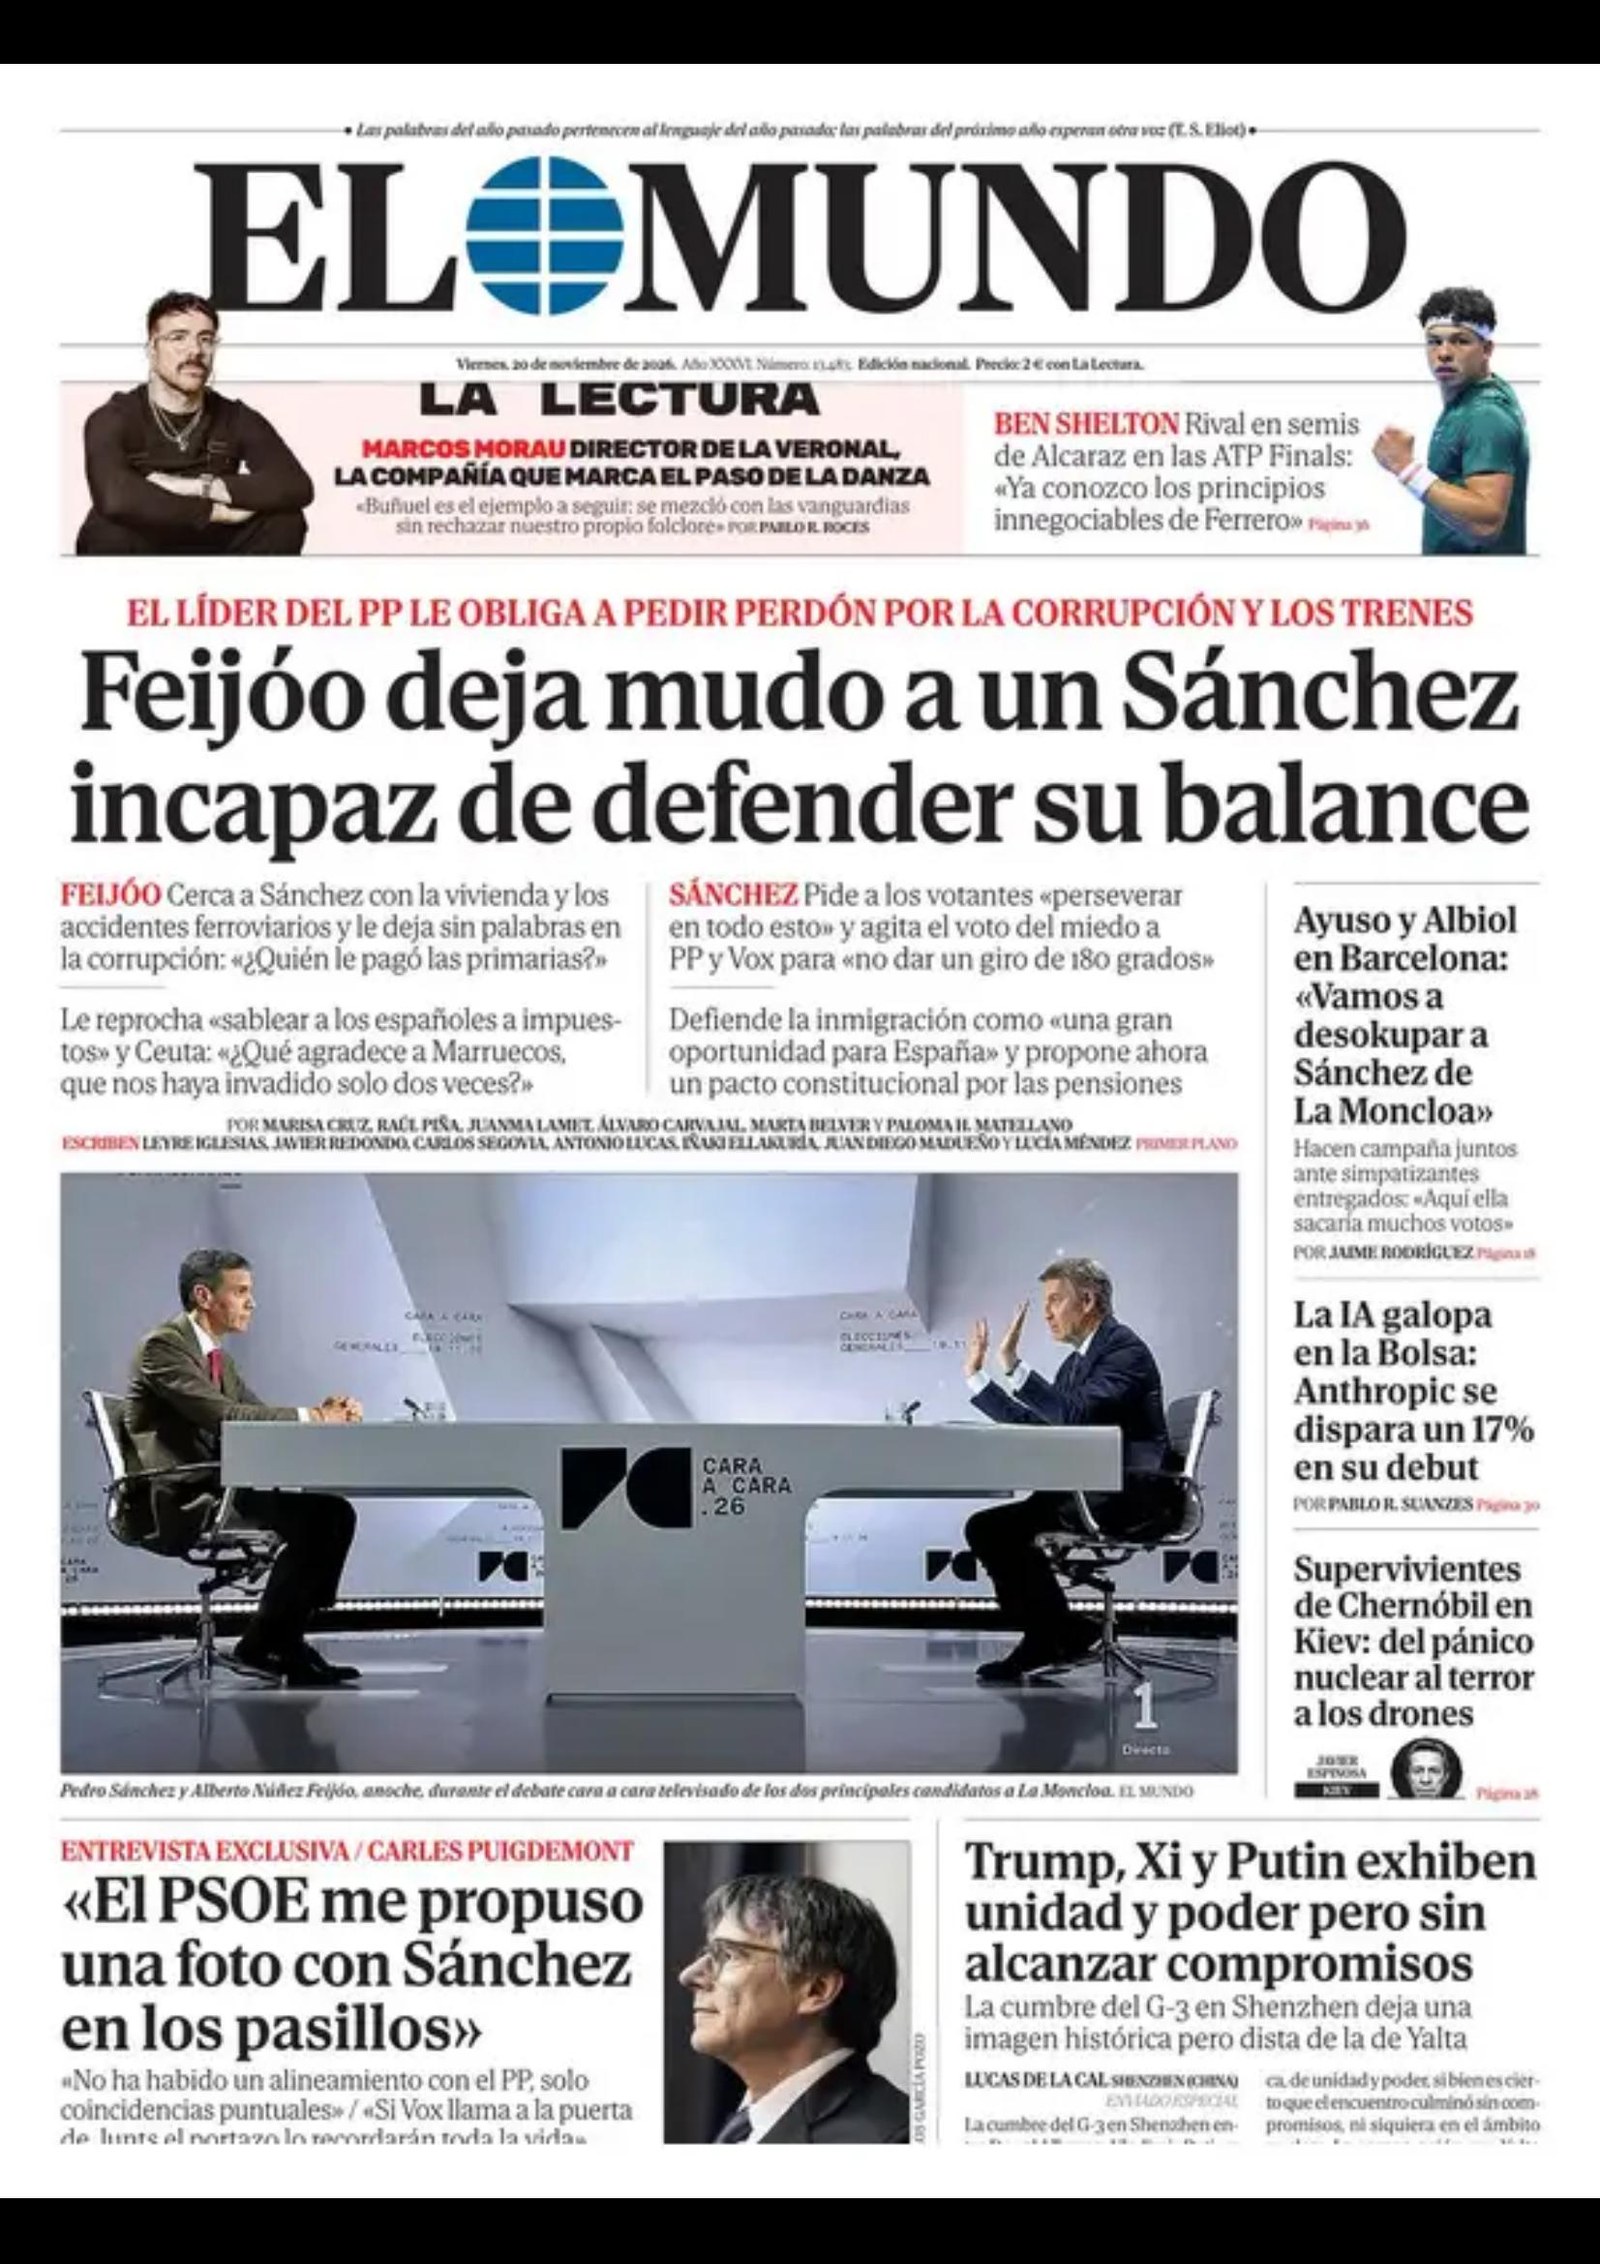 Las palabras del año pasado pertenecen al lenguaje del año pasado; las palabras del próximo año esperan otra voz (T. S. Eliot)
EL MUNDO
Viernes, 20 de noviembre de 2026. Año XXXVI. Número: 13.483. Edición nacional. Precio: 2 € con La Lectura.
LA LECTURA
MARCOS MORAU DIRECTOR DE LA VERONAL,
LA COMPAÑÍA QUE MARCA EL PASO DE LA DANZA
«Buñuel es el ejemplo a seguir: se mezcló con las vanguardias
sin rechazar nuestro propio folclore» POR PABLO R. ROCES
BEN SHELTON Rival en semis
de Alcaraz en las ATP Finals:
«Ya conozco los principios
innegociables de Ferrero» Página 36
EL LÍDER DEL PP LE OBLIGA A PEDIR PERDÓN POR LA CORRUPCIÓN Y LOS TRENES
Feijóo deja mudo a un Sánchez
incapaz de defender su balance
FEIJÓO Cerca a Sánchez con la vivienda y los
accidentes ferroviarios y le deja sin palabras en
la corrupción: «¿Quién le pagó las primarias?»
Le reprocha «sablear a los españoles a impues-
tos» y Ceuta: «¿Qué agradece a Marruecos,
que nos haya invadido solo dos veces?»
SÁNCHEZ Pide a los votantes «perseverar
en todo esto» y agita el voto del miedo a
PP y Vox para «no dar un giro de 180 grados»
Defiende la inmigración como «una gran
oportunidad para España» y propone ahora
un pacto constitucional por las pensiones
POR MARISA CRUZ, RAÚL PIÑA, JUANMA LAMET, ÁLVARO CARVAJAL, MARTA BELVER Y PALOMA H. MATELLANO
ESCRIBEN LEYRE IGLESIAS, JAVIER REDONDO, CARLOS SEGOVIA, ANTONIO LUCAS, IÑAKI ELLAKURÍA, JUAN DIEGO MADUEÑO Y LUCÍA MÉNDEZ PRIMER PLANO
CARA A CARA
ELECCIONES
GENERALES
CARA A CARA
ELECCIONES
GENERALES
CARA
A CARA
.26
1
Directo
Pedro Sánchez y Alberto Núñez Feijóo, anoche, durante el debate cara a cara televisado de los dos principales candidatos a La Moncloa. EL MUNDO
Ayuso y Albiol
en Barcelona:
«Vamos a
desokupar a
Sánchez de
La Moncloa»
Hacen campaña juntos
ante simpatizantes
entregados: «Aquí ella
sacaría muchos votos»
POR JAIME RODRÍGUEZ Página 18
La IA galopa
en la Bolsa:
Anthropic se
dispara un 17%
en su debut
POR PABLO R. SUANZES Página 30
Supervivientes
de Chernóbil en
Kiev: del pánico
nuclear al terror
a los drones
JAVIER
ESPINOSA
KIEV
Página 28
ENTREVISTA EXCLUSIVA / CARLES PUIGDEMONT
«El PSOE me propuso
una foto con Sánchez
en los pasillos»
«No ha habido un alineamiento con el PP, solo
coincidencias puntuales» / «Si Vox llama a la puerta
de Junts el portazo lo recordarán toda la vida»
GARCÍA POZO
Trump, Xi y Putin exhiben
unidad y poder pero sin
alcanzar compromisos
La cumbre del G-3 en Shenzhen deja una
imagen histórica pero dista de la de Yalta
LUCAS DE LA CAL SHENZHEN (CHINA)
ENVIADO ESPECIAL
La cumbre del G-3 en Shenzhen en-
ca, de unidad y poder, si bien es cier-
to que el encuentro culminó sin com-
promisos, ni siquiera en el ámbito